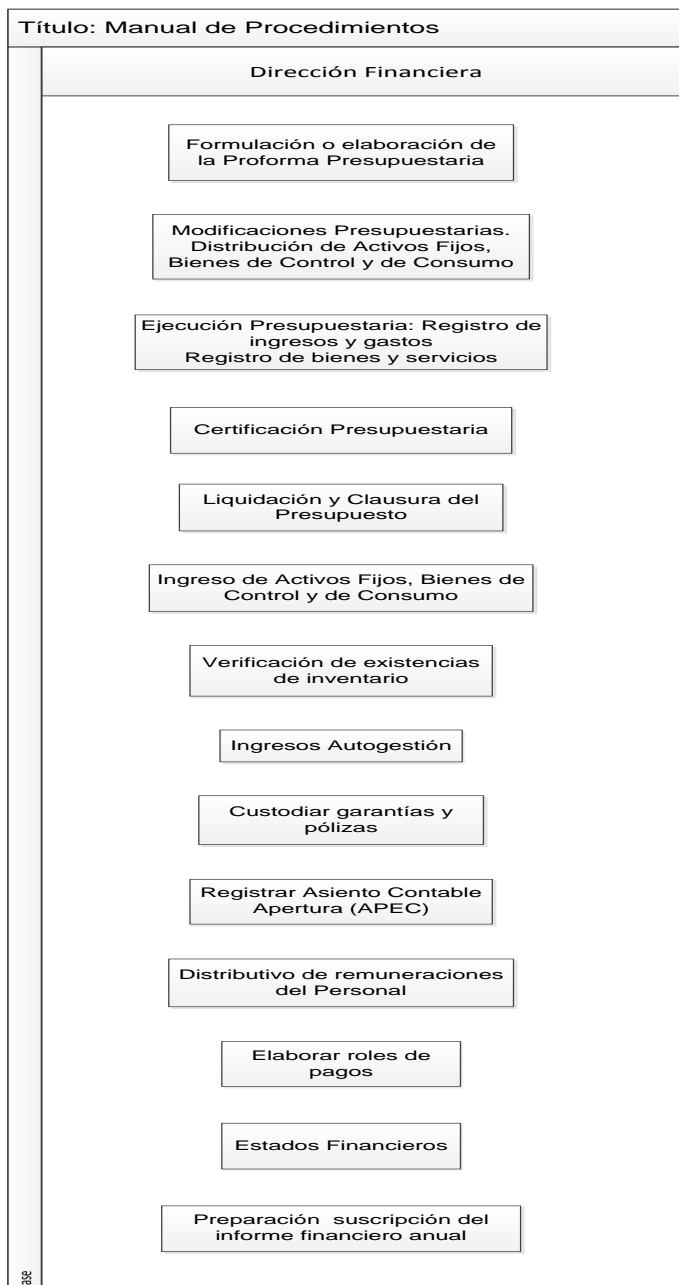 Título: Manual de Procedimientos
Dirección Financiera
Formulación o elaboración de
la Proforma Presupuestaria
Modificaciones Presupuestarias.
Distribución de Activos Fijos,
Bienes de Control y de Consumo
Ejecución Presupuestaria: Registro de
ingresos y gastos
Registro de bienes y servicios
Certificación Presupuestaria
Liquidación y Clausura del
Presupuesto
Ingreso de Activos Fijos, Bienes de
Control y de Consumo
Verificación de existencias
de inventario
Ingresos Autogestión
Custodiar garantías y
pólizas
Registrar Asiento Contable
Apertura (APEC)
Distributivo de remuneraciones
del Personal
Elaborar roles de
pagos
Estados Financieros
Preparación  suscripción del
informe financiero anual